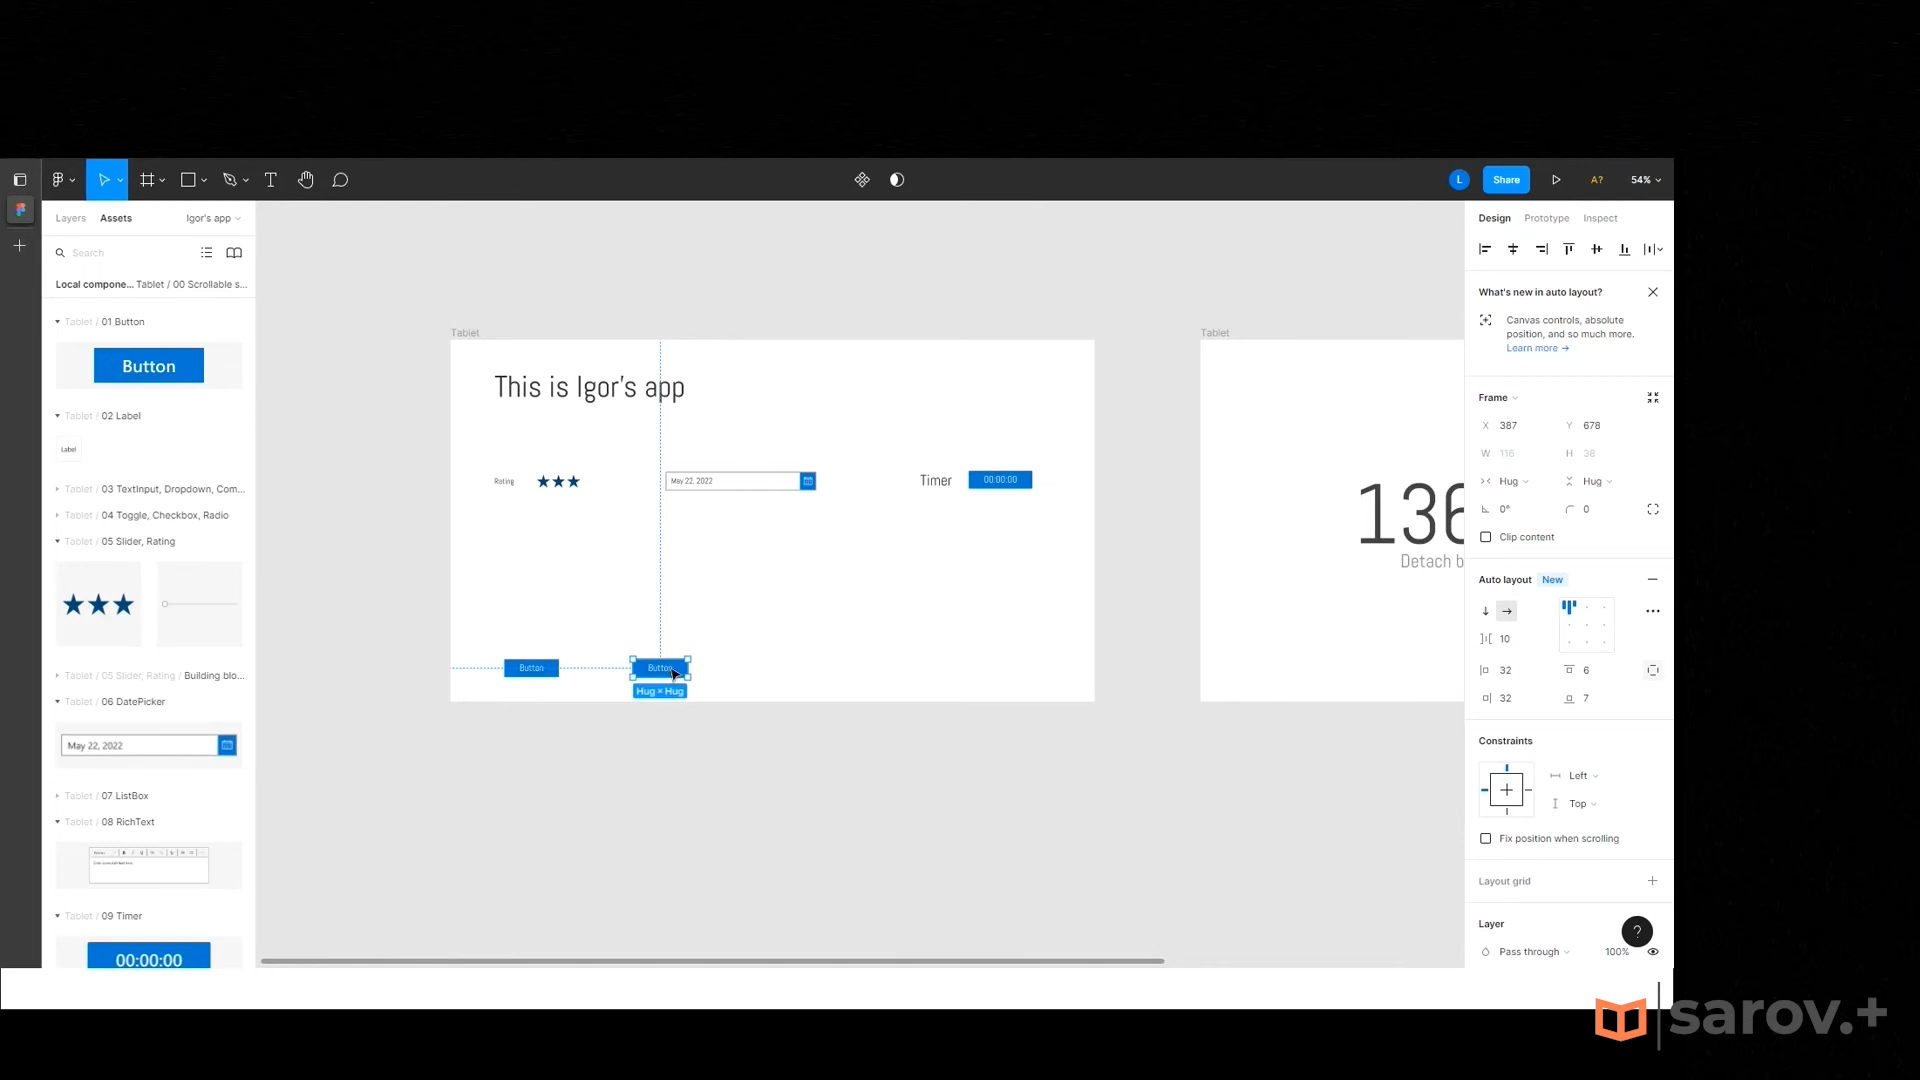 L
Share
A?
54%
Layers
Assets
Igor's app
Design
Prototype
Inspect
Search
Local compone... Tablet / 00 Scrollable s...
Tablet / 01 Button
Button
Tablet / 02 Label
Label
Tablet / 03 TextInput, Dropdown, Com...
Tablet / 04 Toggle, Checkbox, Radio
Tablet / 05 Slider, Rating
Tablet / 05 Slider, Rating / Building blo...
Tablet / 06 DatePicker
May 22, 2022
Tablet / 07 ListBox
Tablet / 08 RichText
Tablet / 09 Timer
00:00:00
Tablet
This is Igor's app
Rating
May 22, 2022
Timer
00:00:00
Button
Button
Hug × Hug
Tablet
136
Detach b
What's new in auto layout?
Canvas controls, absolute
position, and so much more.
Learn more →
Frame
X 387
Y 678
W 116
H 38
Hug
Hug
0°
0
Clip content
Auto layout New
10
32
6
32
7
Constraints
Left
Top
Fix position when scrolling
Layout grid
Layer
?
Pass through
100%
sarov.+